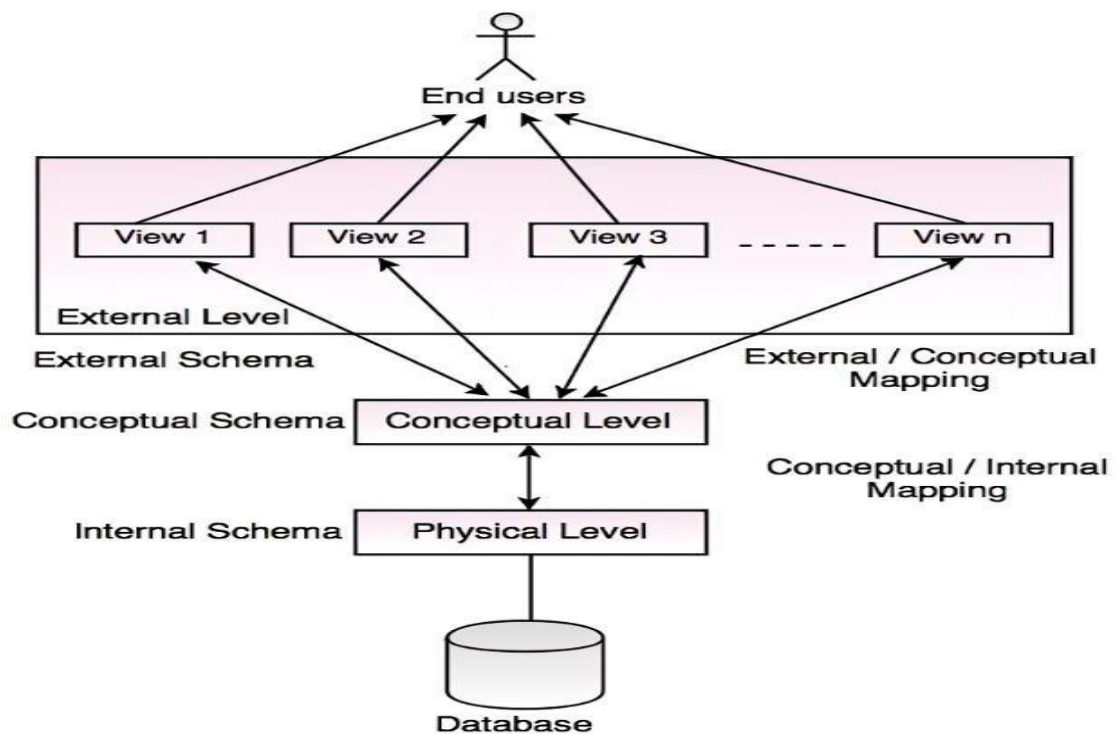 End users
View 1
View 2
View 3
View n
External Level
External Schema
External / Conceptual
Mapping
Conceptual Schema
Conceptual Level
Conceptual / Internal
Mapping
Internal Schema
Physical Level
Database